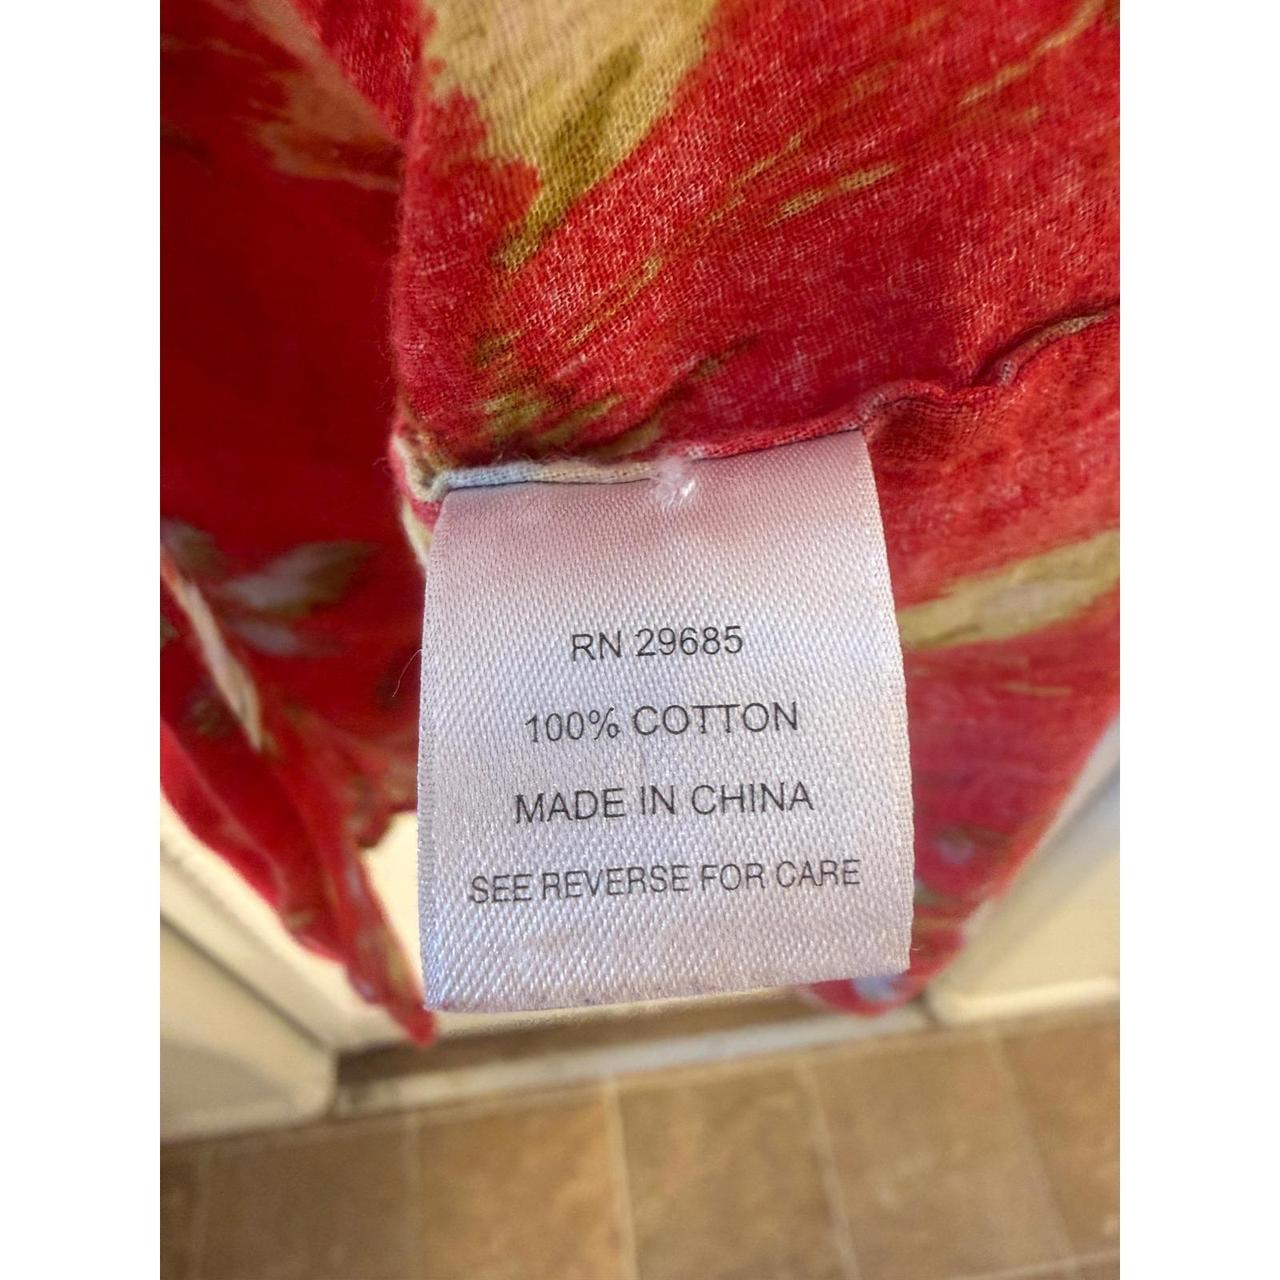 RN 29685
100% COTTON
MADE IN CHINA
SEE REVERSE FOR CARE